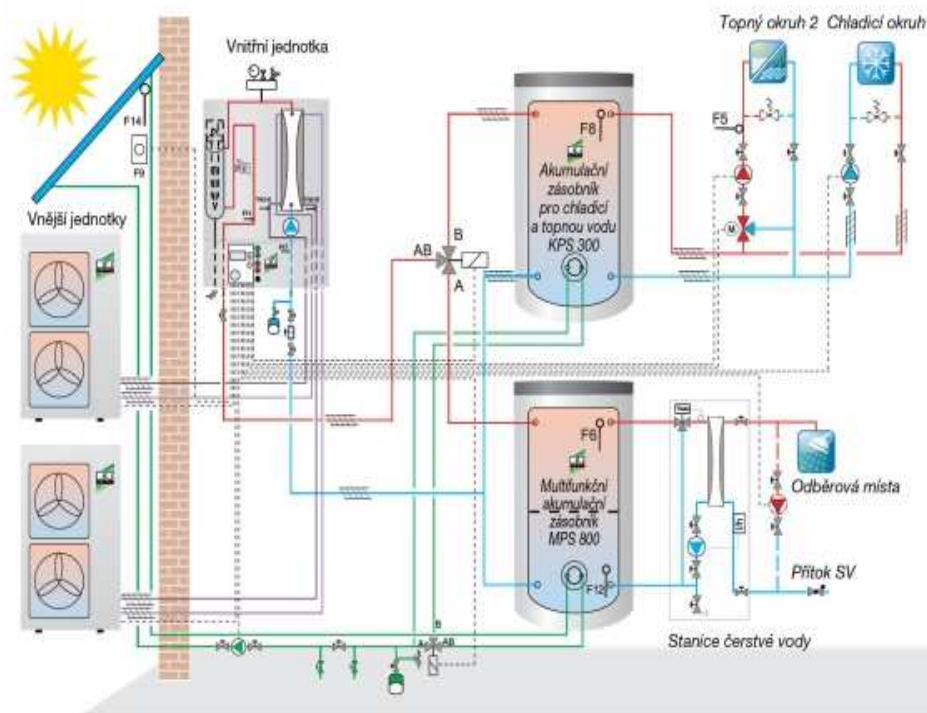 Topný okruh 2
Chladicí okruh
Vnitřní jednotka
F14
F9
Vnější jednotky
F5
F8
Akumulační
zásobník
pro chladicí
a topnou vodu
KPS 300
M
B
AB
A
F6
Multifunkční
akumulační
zásobník
MPS 800
F12
Odběrová místa
Přítok SV
Stanice čerstvé vody
B
A
AB